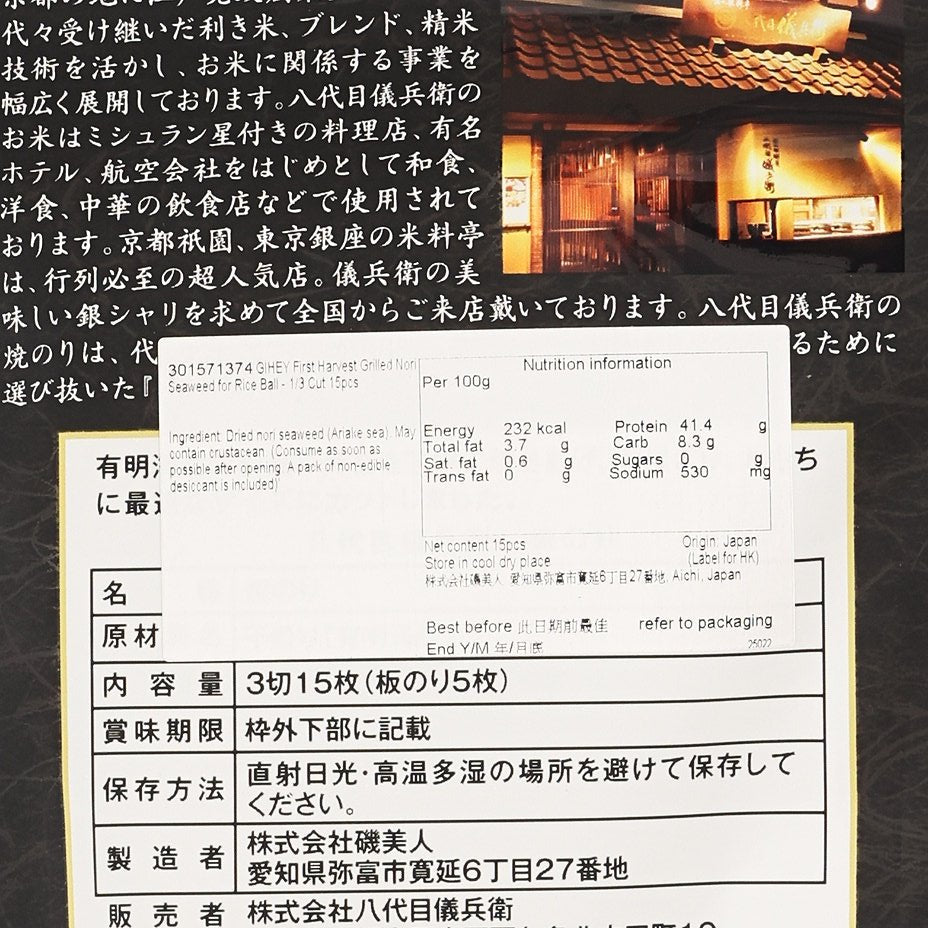 代々受け継いだ利き米、ブレンド、精米
技術を活かし、お米に関係する事業を
幅広く展開しております。八代目儀兵衛の
お米はミシュラン星付きの料理店、有名
ホテル、航空会社をはじめとして和食、
洋食、中華の飲食店などで使用されて
おります。京都祇園、東京銀座の米料亭
は、行列必至の超人気店。儀兵衛の美
味しい銀シャリを求めて全国からご来店戴いております。八代目儀兵衛の
焼のりは、代
るために
選び抜いた『
八代目儀兵衛
301571374 GIHEY First Harvest Grilled Nori
Seaweed for Rice Ball - 1/3 Cut 15pcs
Ingredient: Dried nori seaweed (Ariake sea). May
contain crustacean. (Consume as soon as
possible after opening. A pack of non-edible
desiccant is included)
Nutrition information
Per 100g
Energy 232 kcal Protein 41.4 g
Total fat 3.7 g Carb 8.3 g
Sat. fat 0.6 g Sugars 0 g
Trans fat 0 g Sodium 530 mg
Net content 15pcs Origin: Japan
Store in cool dry place (Label for HK)
株式会社磯美人 愛知県弥富市寛延6丁目27番地, Aichi, Japan
Best before 此日期前最佳 refer to packaging
End Y/M 年/月底 25022
有明
ち
に最
名
原材
内容量 3切15枚(板のり5枚)
賞味期限 枠外下部に記載
保存方法 直射日光・高温多湿の場所を避けて保存して
ください。
製造者 株式会社磯美人
愛知県弥富市寛延6丁目27番地
販売者 株式会社八代目儀兵衛